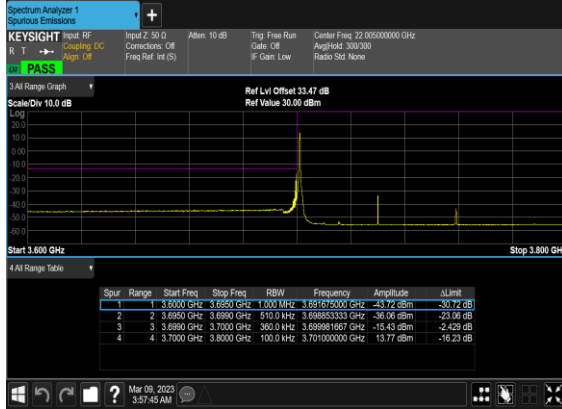 Spectrum Analyzer 1
Spurious Emissions
+
KEYSIGHT Input: RF Input Z: 50 Ω Atten: 10 dB Trig: Free Run Center Freq: 22.005000000 GHz
R T Coupling: DC Corrections: Off Gate: Off Avg|Hold: 300/300
Align: Off Freq Ref: Int (S) IF Gain: Low Radio Std: None
PASS
3 All Range Graph Ref Lvl Offset 33.47 dB
Scale/Div 10.0 dB Ref Value 30.00 dBm
Log
20.0
10.0
0.00
-10.0
-20.0
-30.0
-40.0
-50.0
-60.0
Start 3.600 GHz Stop 3.800 GH
4 All Range Table
Spur Range Start Freq Stop Freq RBW Frequency Amplitude ΔLimit
1 1 3.6000 GHz 3.6950 GHz 1.000 MHz 3.691675000 GHz -43.72 dBm -30.72 dB
2 2 3.6950 GHz 3.6990 GHz 510.0 kHz 3.698853333 GHz -36.06 dBm -23.06 dB
3 3 3.6990 GHz 3.7000 GHz 360.0 kHz 3.699981667 GHz -15.43 dBm -2.429 dB
4 4 3.7000 GHz 3.8000 GHz 100.0 kHz 3.701000000 GHz 13.77 dBm -16.23 dB
? Mar 09, 2023
3:57:45 AM